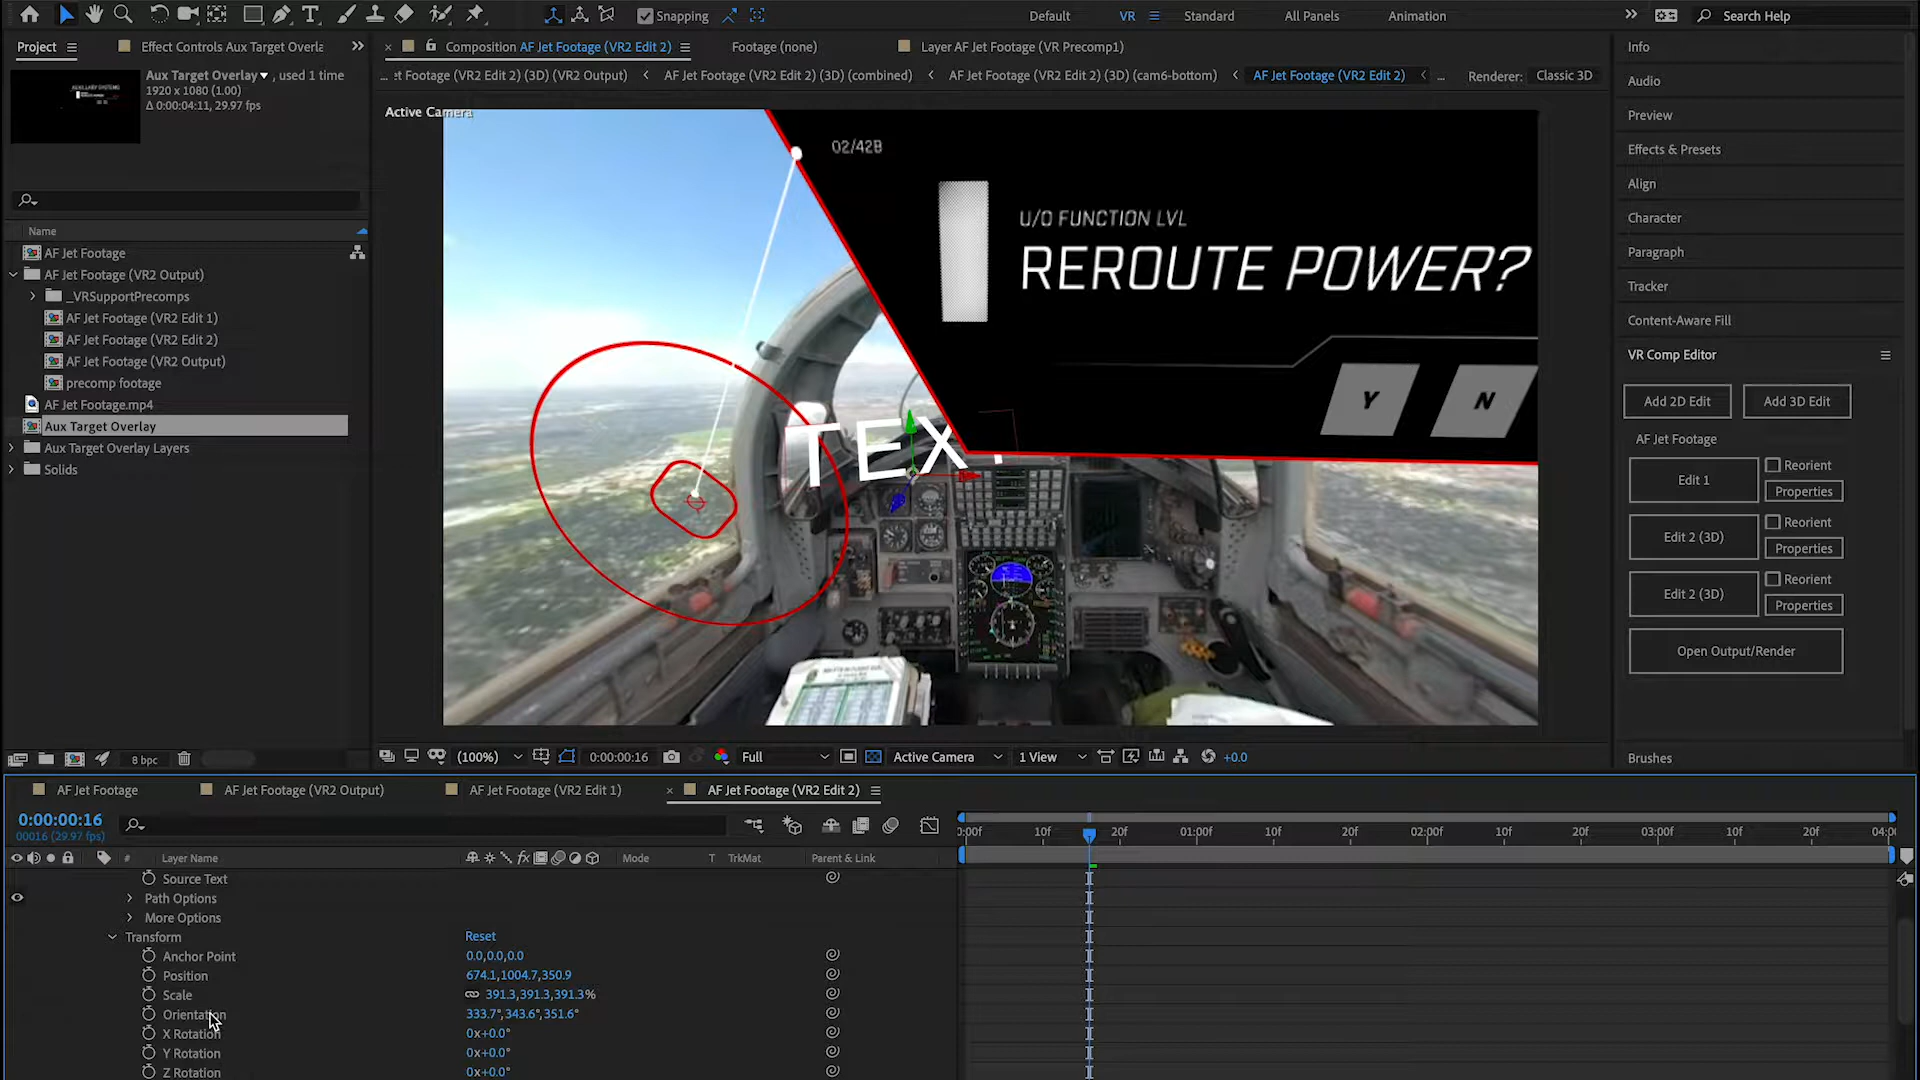 Snapping
Default
VR
Standard
All Panels
Animation
Search Help
Project
Effect Controls Aux Target Overla
Composition AF Jet Footage (VR2 Edit 2)
Footage (none)
Layer AF Jet Footage (VR Precomp1)
Aux Target Overlay, used 1 time
1920 x 1080 (1.00)
Δ 0:00:04:11, 29.97 fps
... et Footage (VR2 Edit 2) (3D) (VR Output)
AF Jet Footage (VR2 Edit 2) (3D) (combined)
AF Jet Footage (VR2 Edit 2) (3D) (cam6-bottom)
AF Jet Footage (VR2 Edit 2)
...
Renderer:
Classic 3D
Active Camera
02/42B
U/O FUNCTION LVL
REROUTE POWER?
Y
N
TEXT
Name
AF Jet Footage
AF Jet Footage (VR2 Output)
_VRSupportPrecomps
AF Jet Footage (VR2 Edit 1)
AF Jet Footage (VR2 Edit 2)
AF Jet Footage (VR2 Output)
precomp footage
AF Jet Footage.mp4
Aux Target Overlay
Aux Target Overlay Layers
Solids
8 bpc
Info
Audio
Preview
Effects & Presets
Align
Character
Paragraph
Tracker
Content-Aware Fill
VR Comp Editor
Add 2D Edit
Add 3D Edit
AF Jet Footage
Edit 1
Reorient
Properties
Edit 2 (3D)
Reorient
Properties
Edit 2 (3D)
Reorient
Properties
Open Output/Render
Brushes
(100%)
0:00:00:16
Full
Active Camera
1 View
+0.0
AF Jet Footage
AF Jet Footage (VR2 Output)
AF Jet Footage (VR2 Edit 1)
AF Jet Footage (VR2 Edit 2)
0:00:00:16
00016 (29.97 fps)
0:00f 10f 20f 01:00f 10f 20f 02:00f 10f 20f 03:00f 10f 20f 04:0
# Layer Name
Mode
T TrkMat
Parent & Link
Source Text
Path Options
More Options
Transform
Reset
Anchor Point
0.0,0.0,0.0
Position
674.1,1004.7,350.9
Scale
391.3,391.3,391.3%
Orientation
333.7°,343.6°,351.6°
X Rotation
0x+0.0°
Y Rotation
0x+0.0°
Z Rotation
0x+0.0°